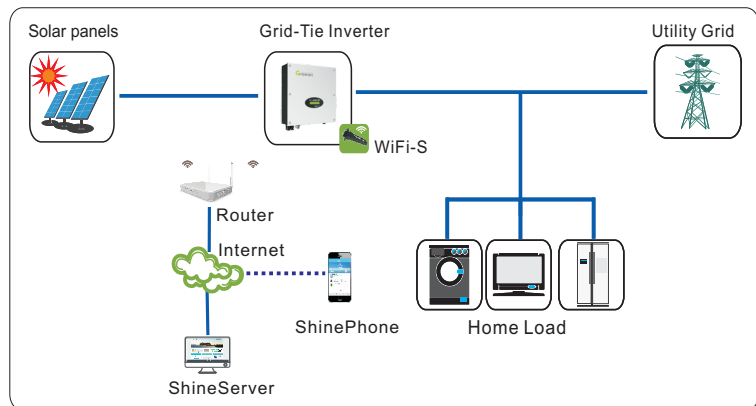 Solar panels
Grid-Tie Inverter
Utility Grid
WiFi-S
Router
Internet
ShinePhone
Home Load
ShineServer